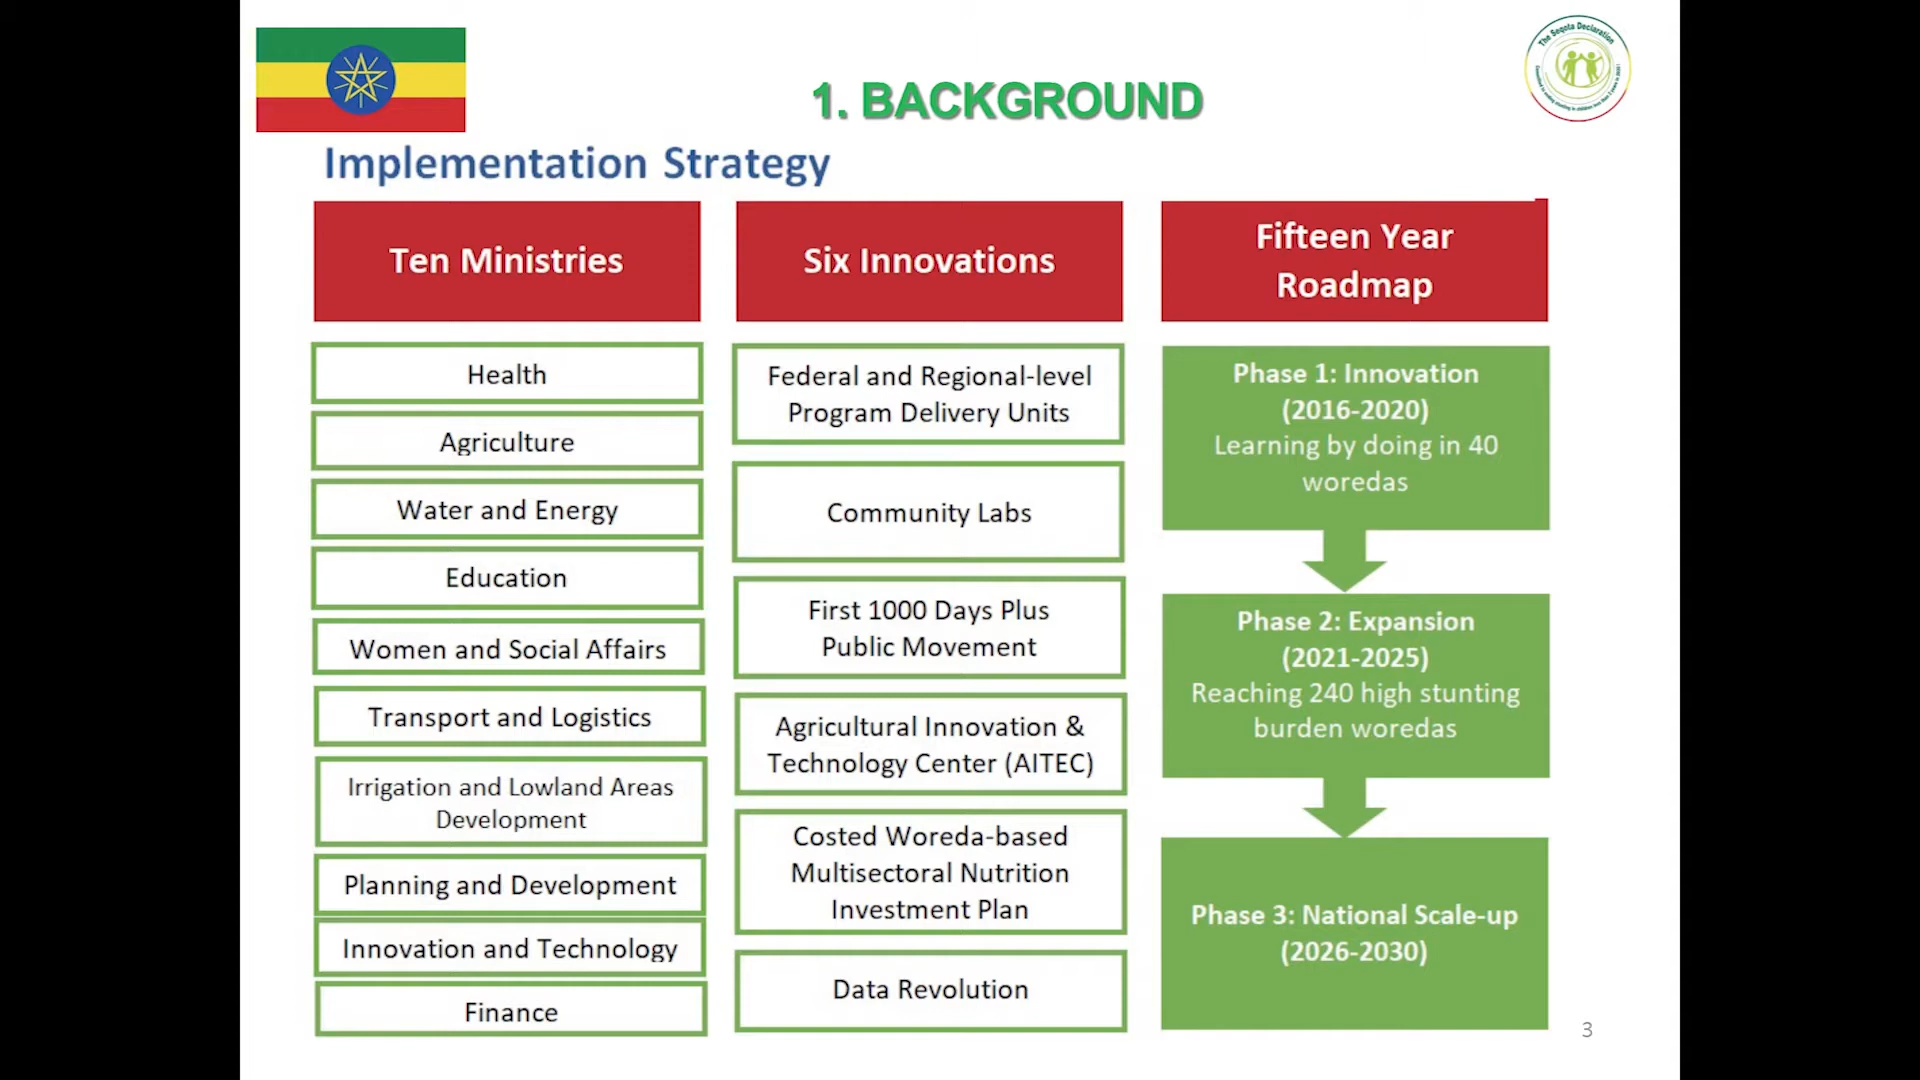 The Seqota Declaration
1. BACKGROUND
Implementation Strategy
Ten Ministries
Health
Agriculture
Water and Energy
Education
Women and Social Affairs
Transport and Logistics
Irrigation and Lowland Areas
Development
Planning and Development
Innovation and Technology
Finance
Six Innovations
Federal and Regional-level
Program Delivery Units
Community Labs
First 1000 Days Plus
Public Movement
Agricultural Innovation &
Technology Center (AITEC)
Costed Woreda-based
Multisectoral Nutrition
Investment Plan
Data Revolution
Fifteen Year
Roadmap
Phase 1: Innovation
(2016-2020)
Learning by doing in 40
woredas
Phase 2: Expansion
(2021-2025)
Reaching 240 high stunting
burden woredas
Phase 3: National Scale-up
(2026-2030)
3